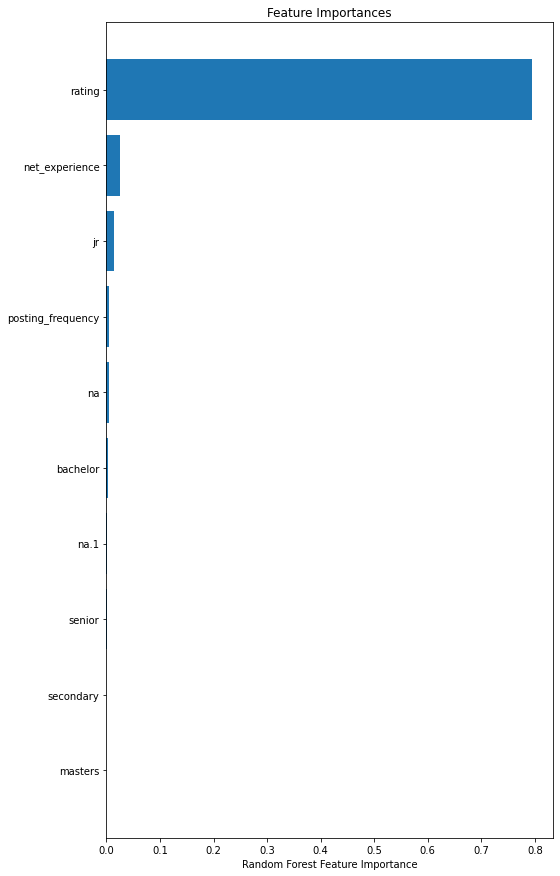 Feature Importances
rating
net_experience
jr
posting_frequency
na
bachelor
na.1
senior
secondary
masters
0.0 0.1 0.2 0.3 0.4 0.5 0.6 0.7 0.8
Random Forest Feature Importance